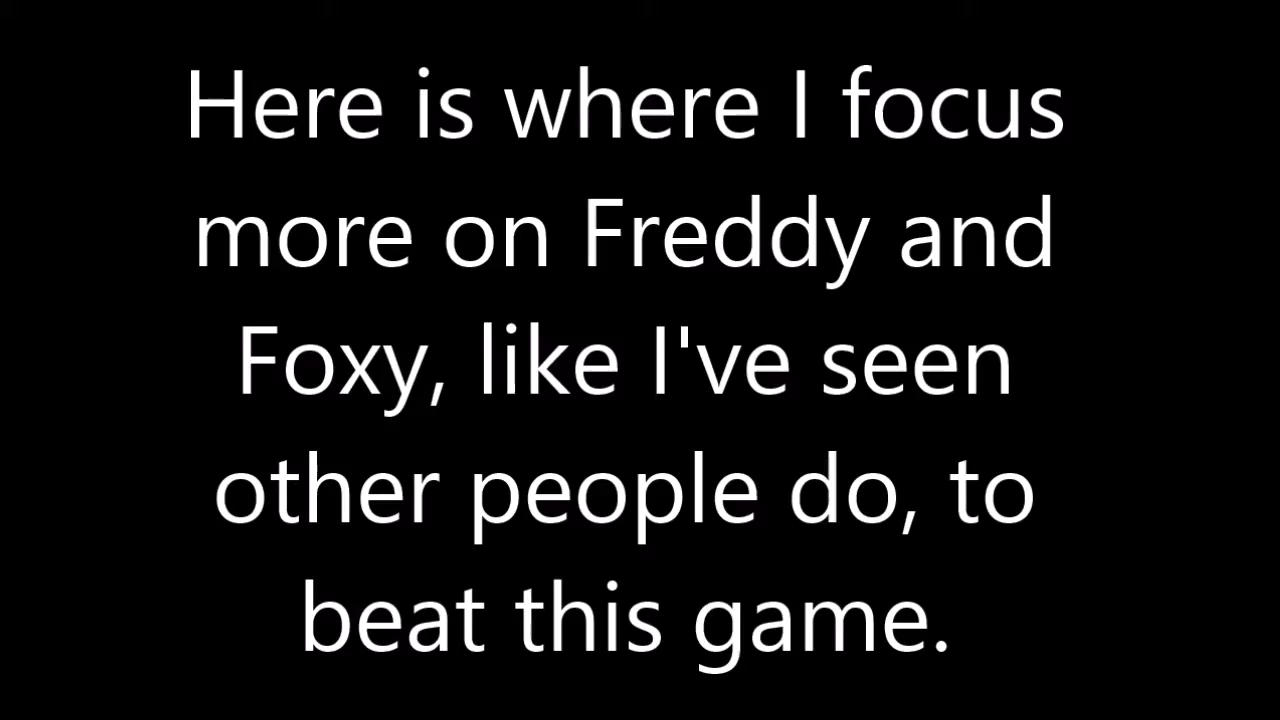 Here is where I focus
more on Freddy and
Foxy, like I've seen
other people do, to
beat this game.